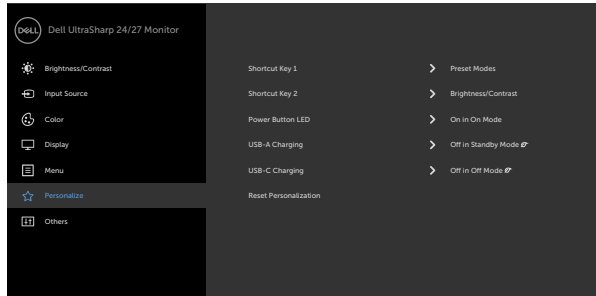 DELL Dell UltraSharp 24/27 Monitor
Brightness/Contrast Shortcut Key 1 Preset Modes
Input Source Shortcut Key 2 Brightness/Contrast
Color Power Button LED On in On Mode
Display USB-A Charging Off in Standby Mode
Menu USB-C Charging Off in Off Mode
Personalize Reset Personalization
Others